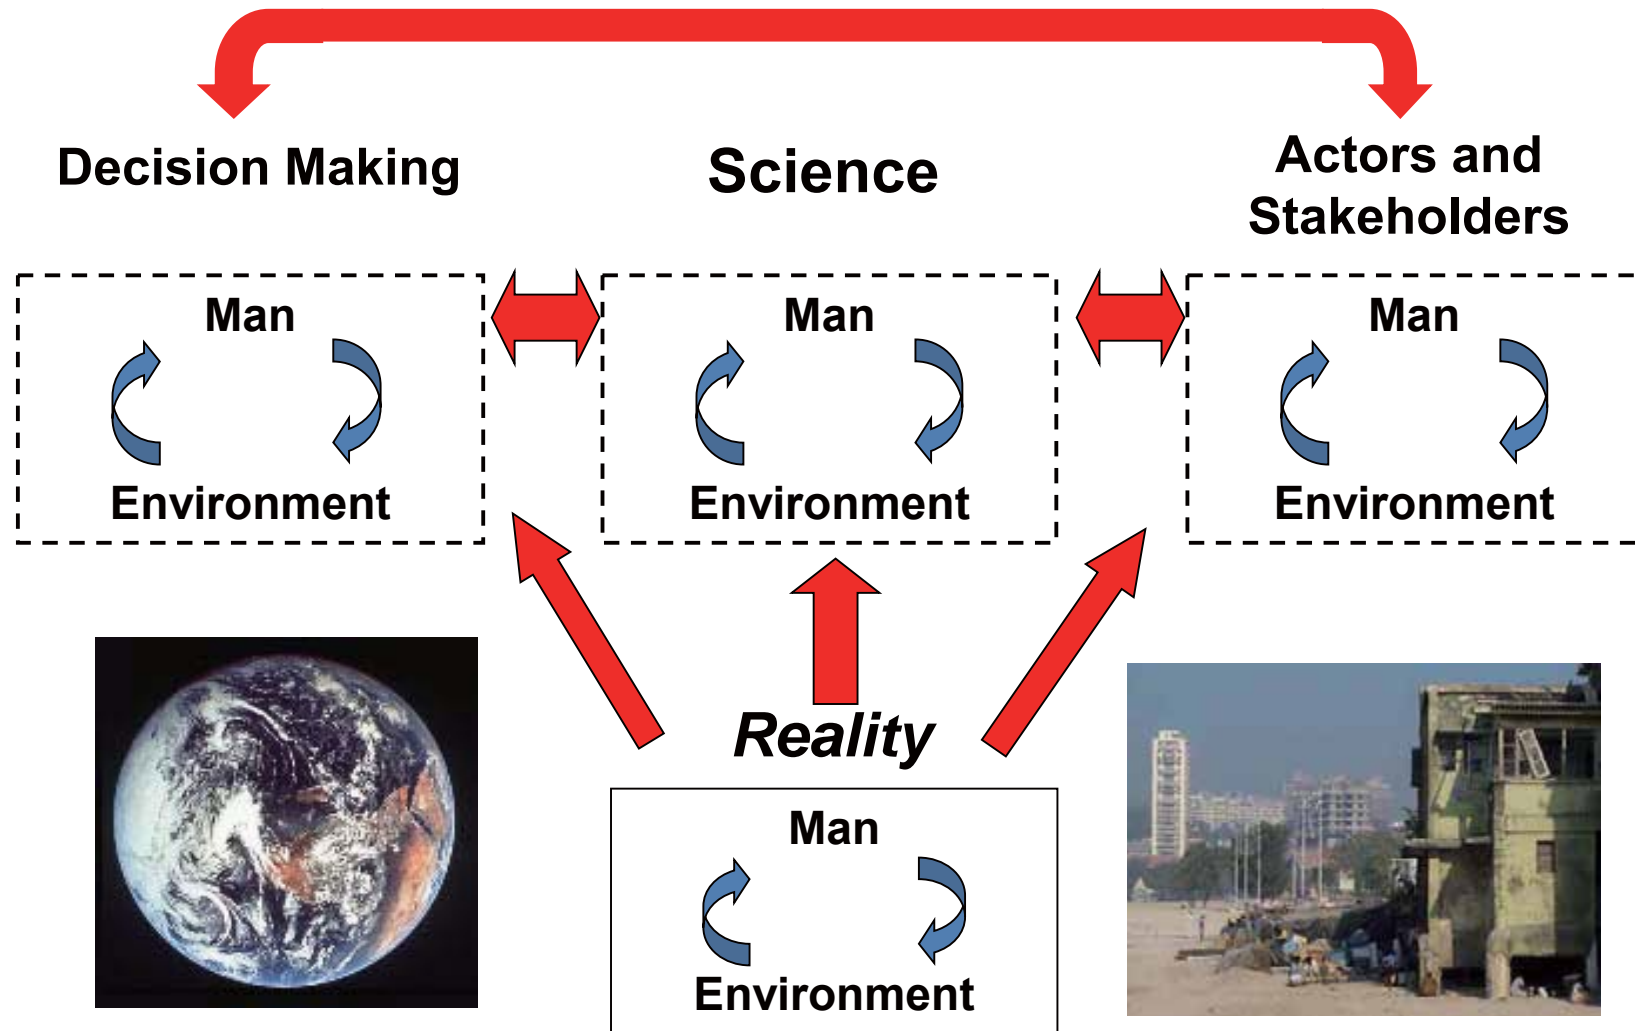 Decision Making
Science
Actors and
Stakeholders
Man
Man
Man
Environment
Environment
Environment
Reality
Man
Environment